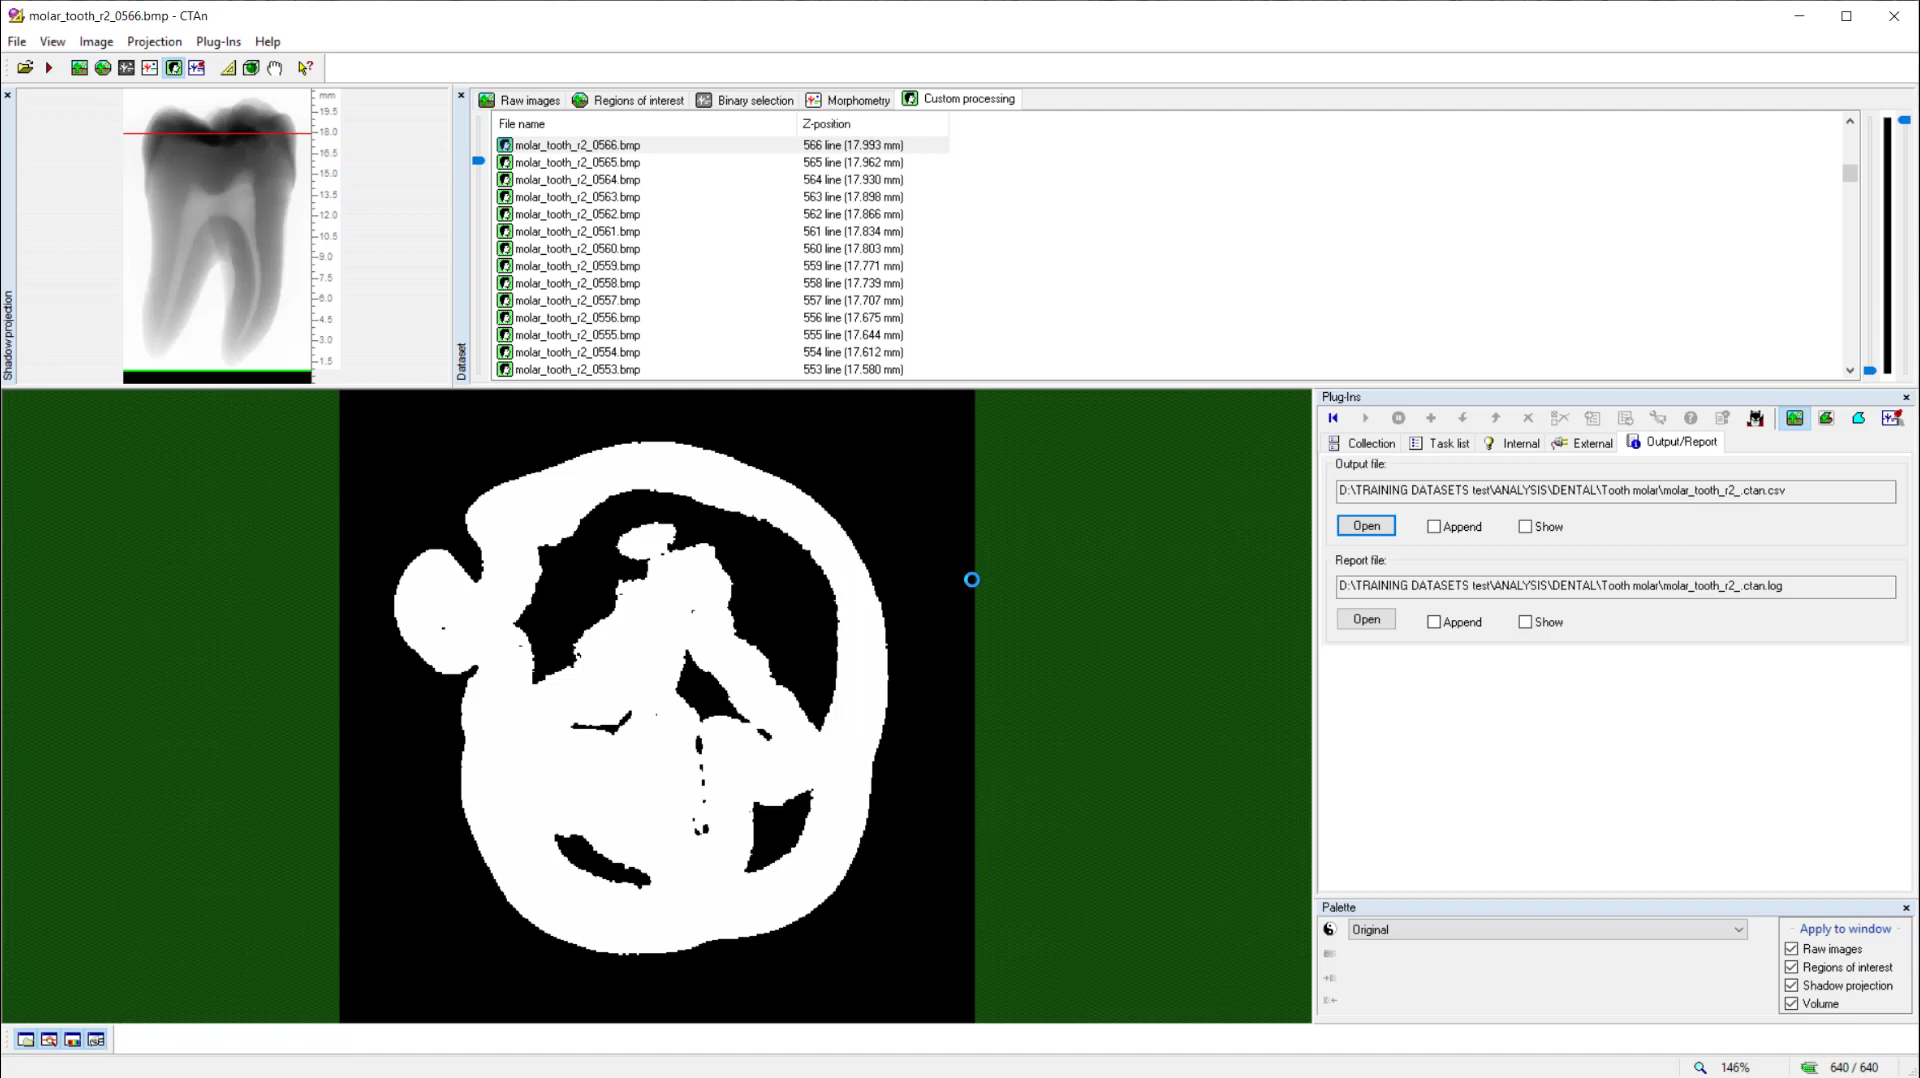 molar_tooth_r2_0566.bmp - CTAn
File View Image Projection Plug-Ins Help
Shadow projection
mm
19.5
18.0
16.5
15.0
13.5
12.0
10.5
9.0
7.5
6.0
4.5
3.0
1.5
Dataset
Raw images Regions of interest Binary selection Morphometry Custom processing
File name Z-position
molar_tooth_r2_0566.bmp 566 line (17.993 mm)
molar_tooth_r2_0565.bmp 565 line (17.962 mm)
molar_tooth_r2_0564.bmp 564 line (17.930 mm)
molar_tooth_r2_0563.bmp 563 line (17.898 mm)
molar_tooth_r2_0562.bmp 562 line (17.866 mm)
molar_tooth_r2_0561.bmp 561 line (17.834 mm)
molar_tooth_r2_0560.bmp 560 line (17.803 mm)
molar_tooth_r2_0559.bmp 559 line (17.771 mm)
molar_tooth_r2_0558.bmp 558 line (17.739 mm)
molar_tooth_r2_0557.bmp 557 line (17.707 mm)
molar_tooth_r2_0556.bmp 556 line (17.675 mm)
molar_tooth_r2_0555.bmp 555 line (17.644 mm)
molar_tooth_r2_0554.bmp 554 line (17.612 mm)
molar_tooth_r2_0553.bmp 553 line (17.580 mm)
Plug-Ins
Collection Task list Internal External Output/Report
Output file:
D:\TRAINING DATASETS test\ANALYSIS\DENTAL\Tooth molar\molar_tooth_r2_.ctan.csv
Open Append Show
Report file:
D:\TRAINING DATASETS test\ANALYSIS\DENTAL\Tooth molar\molar_tooth_r2_.ctan.log
Open Append Show
Palette
Original
Apply to window
Raw images
Regions of interest
Shadow projection
Volume
146% 640 / 640